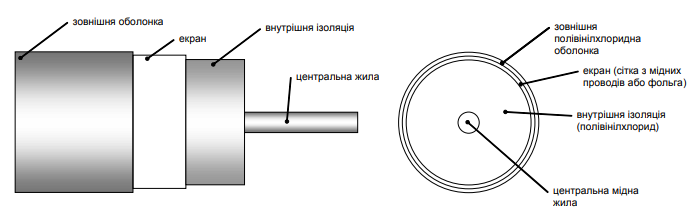 зовнішня оболонка
екран
внутрішня ізоляція
центральна жила
зовнішня
полівінілхлоридна
оболонка
екран (сітка з мідних
проводів або фольга)
внутрішня ізоляція
(полівінілхлорид)
центральна мідна
жила